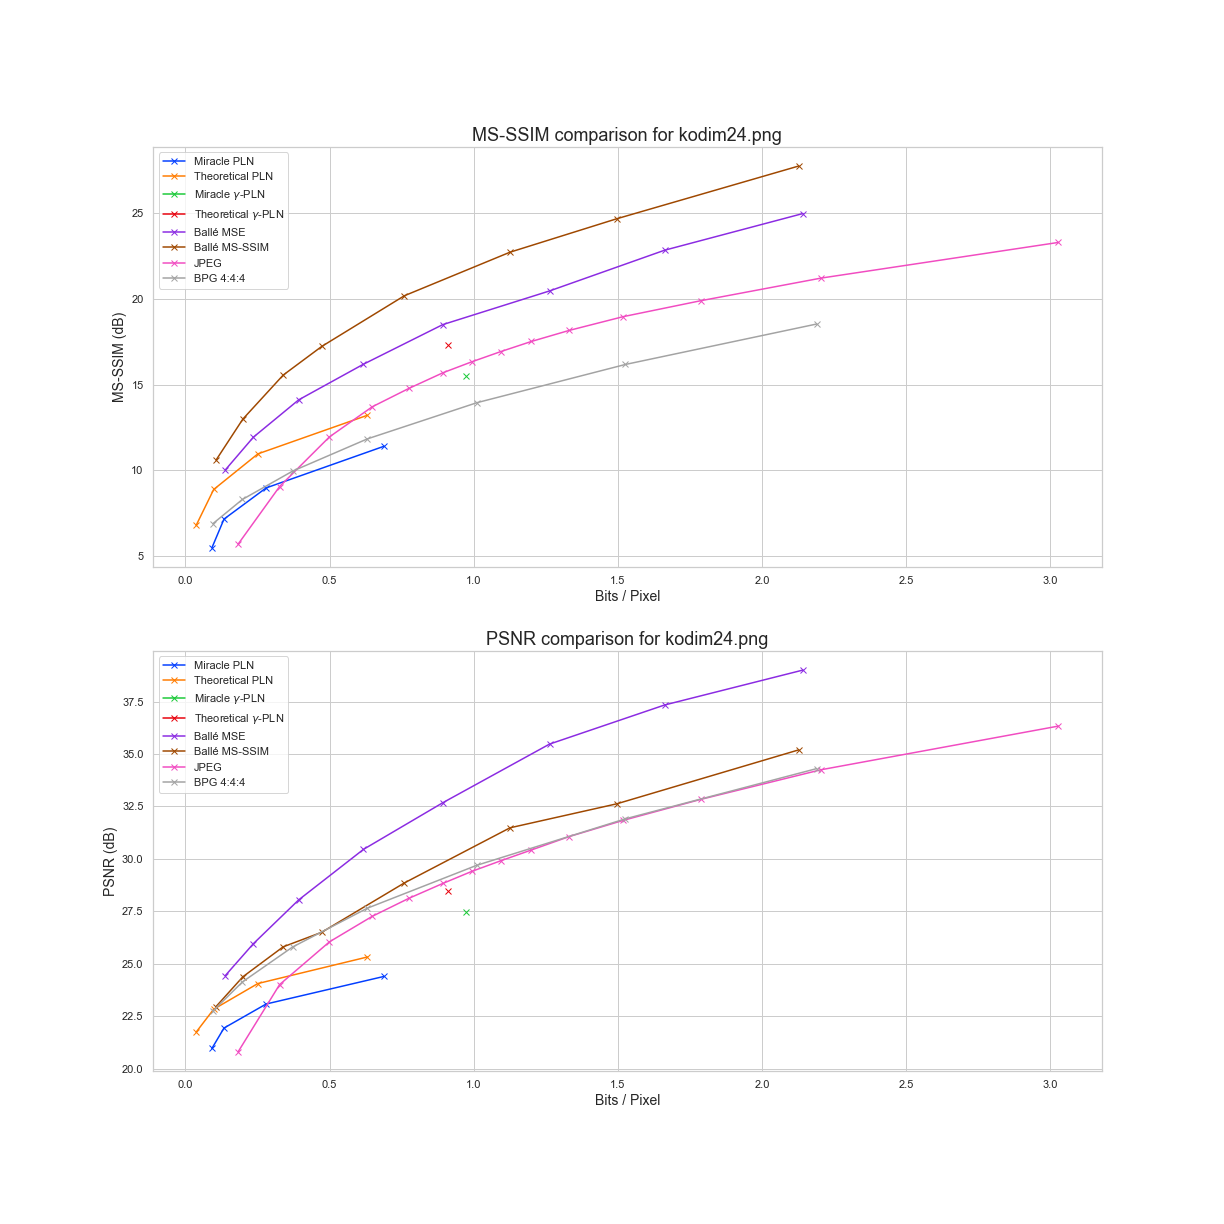 MS-SSIM comparison for kodim24.png
Miracle PLN
Theoretical PLN
Miracle γ-PLN
Theoretical γ-PLN
Ballé MSE
Ballé MS-SSIM
JPEG
BPG 4:4:4
MS-SSIM (dB)
25
20
15
10
5
0.0 0.5 1.0 1.5 2.0 2.5 3.0
Bits / Pixel
PSNR comparison for kodim24.png
Miracle PLN
Theoretical PLN
Miracle γ-PLN
Theoretical γ-PLN
Ballé MSE
Ballé MS-SSIM
JPEG
BPG 4:4:4
PSNR (dB)
37.5
35.0
32.5
30.0
27.5
25.0
22.5
20.0
0.0 0.5 1.0 1.5 2.0 2.5 3.0
Bits / Pixel